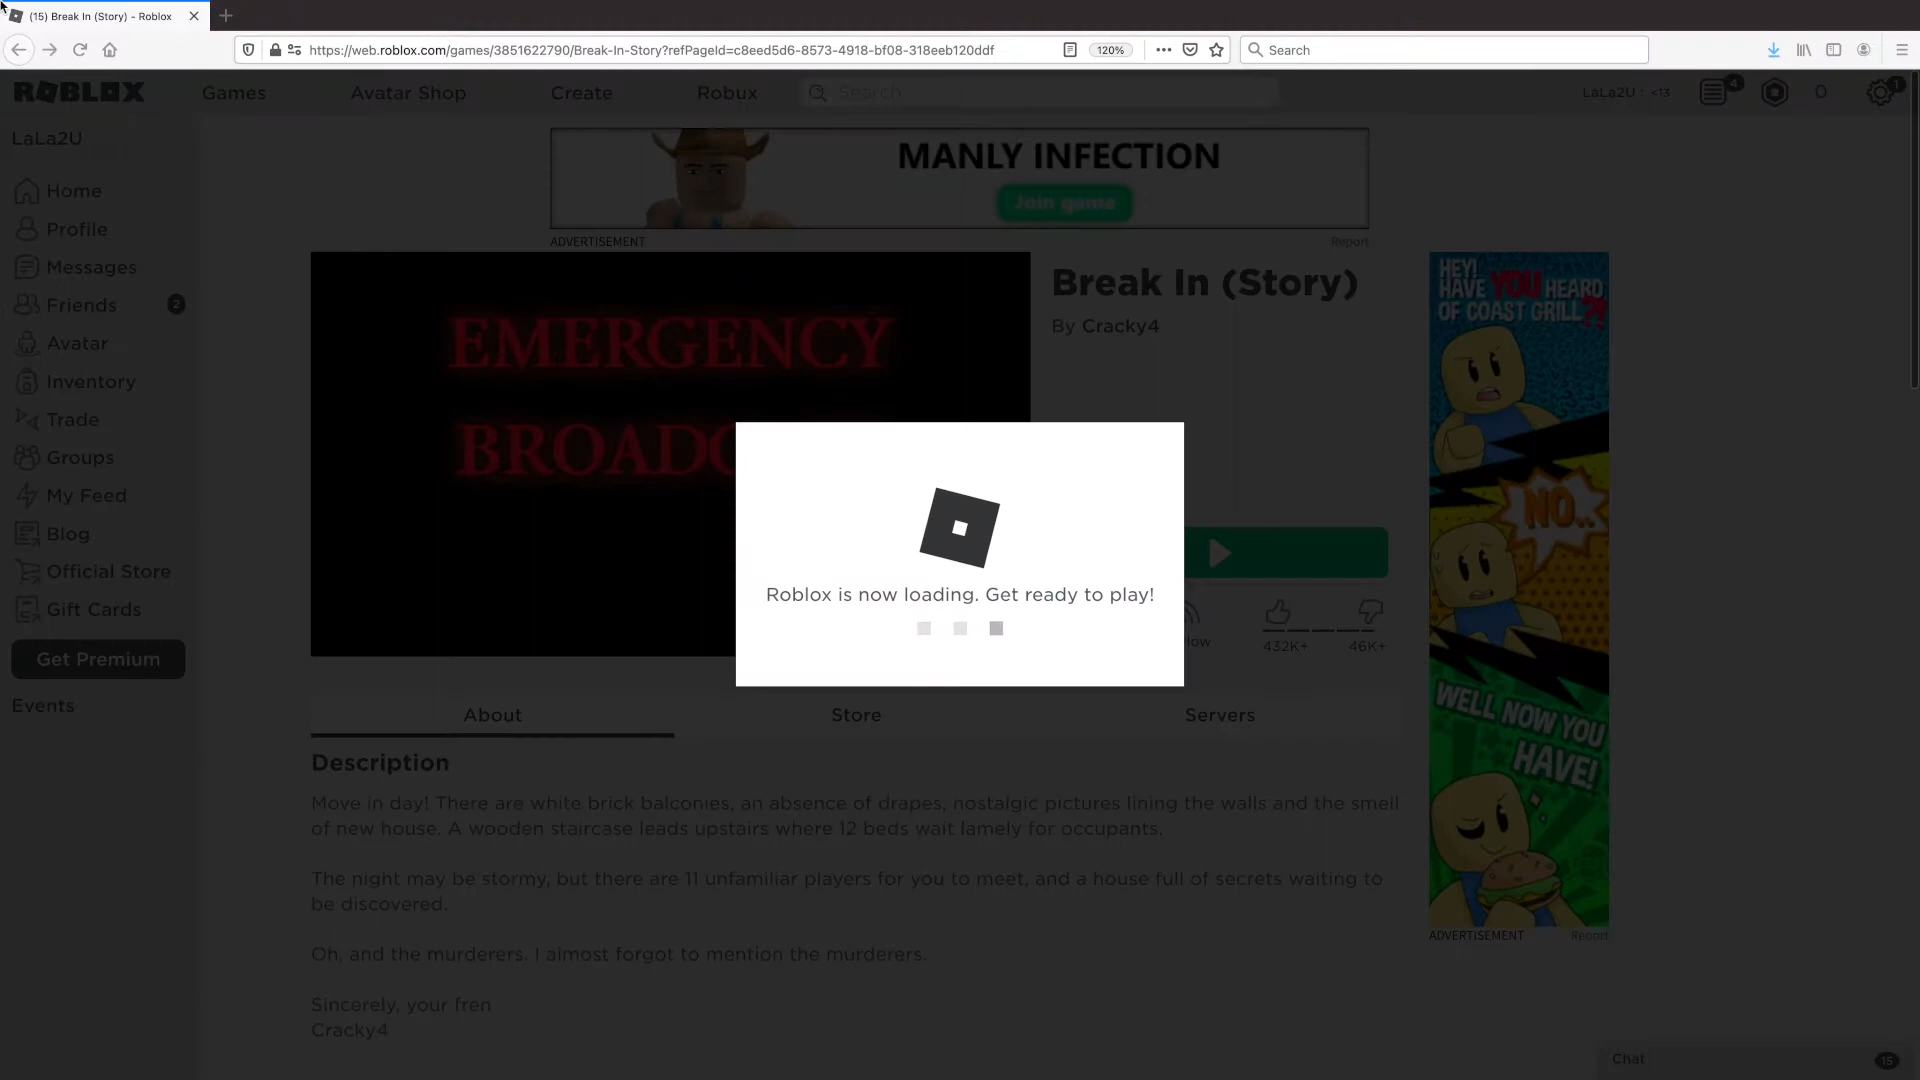 (15) Break In (Story) - Roblox
https://web.roblox.com/games/3851622790/Break-In-Story?refPageId=c8eed5d6-8573-4918-bf08-318eeb120ddf
120%
Search
ROBLOX
Games
Avatar Shop
Create
Robux
Search
LaLa2U : <13
4
0
1
LaLa2U
Home
Profile
Messages
Friends
2
Avatar
Inventory
Trade
Groups
My Feed
Blog
Official Store
Gift Cards
Get Premium
Events
MANLY INFECTION
Join game
ADVERTISEMENT
Report
EMERGENCY
BROADC
Break In (Story)
By Cracky4
Roblox is now loading. Get ready to play!
low
432K+
46K+
About
Store
Servers
Description
Move in day! There are white brick balconies, an absence of drapes, nostalgic pictures lining the walls and the smell
of new house. A wooden staircase leads upstairs where 12 beds wait lamely for occupants.
The night may be stormy, but there are 11 unfamiliar players for you to meet, and a house full of secrets waiting to
be discovered.
Oh, and the murderers. I almost forgot to mention the murderers.
Sincerely, your fren
Cracky4
HEY!
HAVE YOU HEARD
OF COAST GRILL?!
NO..
WELL NOW YOU
HAVE!
ADVERTISEMENT
Report
Chat
15